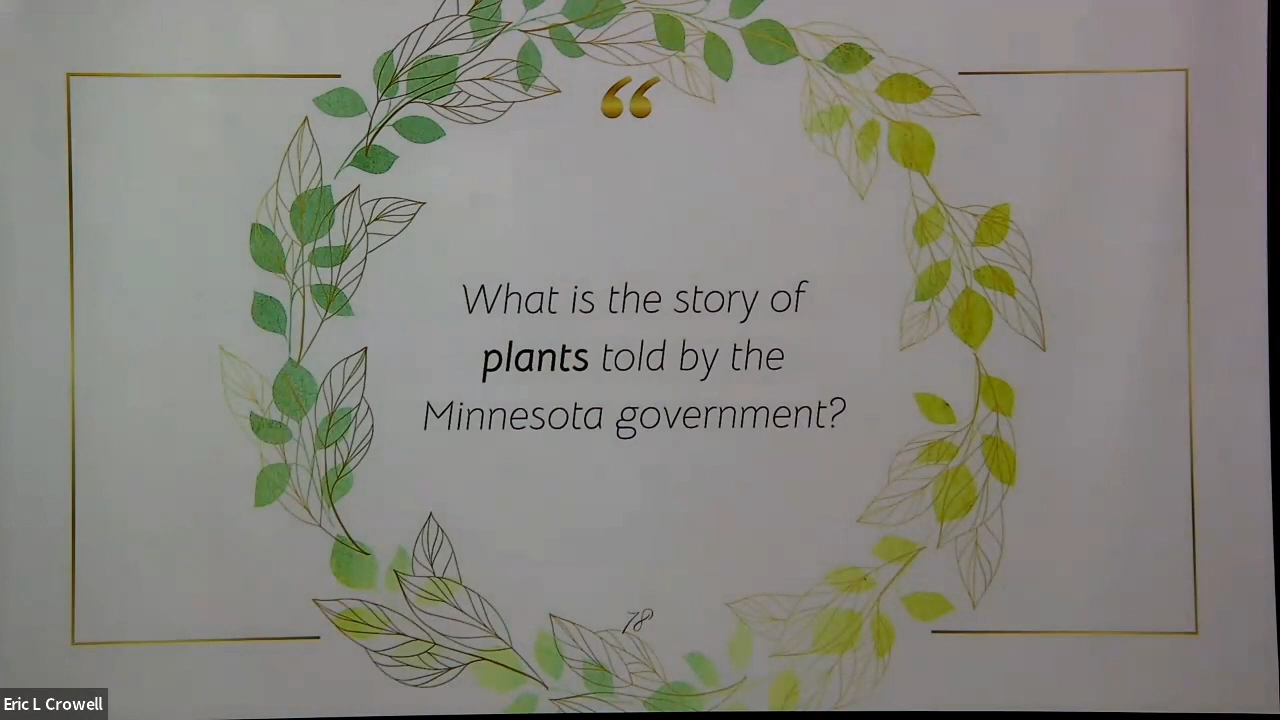 “
What is the story of
plants told by the
Minnesota government?
78
Eric L Crowell